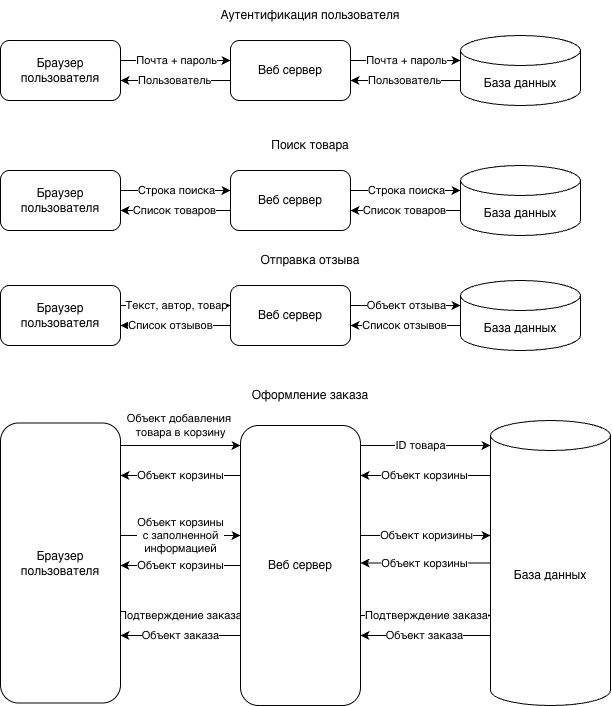 Аутентификация пользователя
Браузер
пользователя
Почта + пароль
Пользователь
Веб сервер
Почта + пароль
Пользователь
База данных
Поиск товара
Браузер
пользователя
Строка поиска
Список товаров
Веб сервер
Строка поиска
Список товаров
База данных
Отправка отзыва
Браузер
пользователя
Текст, автор, товар
Список отзывов
Веб сервер
Объект отзыва
Список отзывов
База данных
Оформление заказа
Браузер
пользователя
Объект добавления
товара в корзину
Объект корзины
Объект корзины
с заполненной
информацией
Объект корзины
Подтверждение заказа
Объект заказа
Веб сервер
ID товара
Объект корзины
Объект коризины
Объект корзины
Подтверждение заказа
Объект заказа
База данных